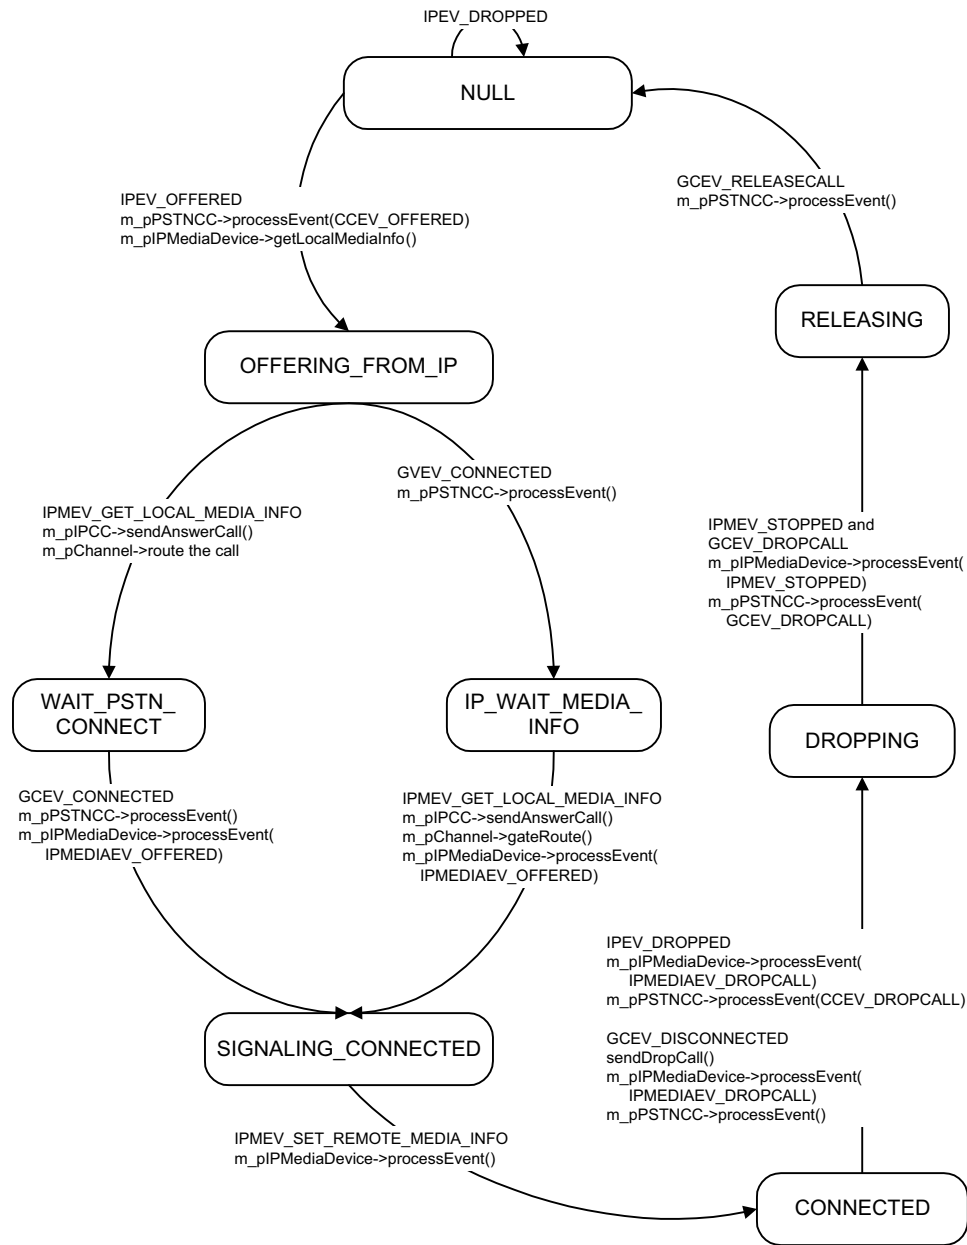 IPEV_DROPPED
NULL
IPEV_OFFERED
m_pPSTNCC->processEvent(CCEV_OFFERED)
m_pIPMediaDevice->getLocalMediaInfo()
GCEV_RELEASECALL
m_pPSTNCC->processEvent()
RELEASING
OFFERING_FROM_IP
IPMEV_GET_LOCAL_MEDIA_INFO
m_pIPCC->sendAnswerCall()
m_pChannel->route the call
GVEV_CONNECTED
m_pPSTNCC->processEvent()
IPMEV_STOPPED and
GCEV_DROPCALL
m_pIPMediaDevice->processEvent(
IPMEV_STOPPED)
m_pPSTNCC->processEvent(
GCEV_DROPCALL)
WAIT_PSTN_
CONNECT
IP_WAIT_MEDIA_
INFO
DROPPING
GCEV_CONNECTED
m_pPSTNCC->processEvent()
m_pIPMediaDevice->processEvent(
IPMEDIAEV_OFFERED)
IPMEV_GET_LOCAL_MEDIA_INFO
m_pIPCC->sendAnswerCall()
m_pChannel->gateRoute()
m_pIPMediaDevice->processEvent(
IPMEDIAEV_OFFERED)
IPEV_DROPPED
m_pIPMediaDevice->processEvent(
IPMEDIAEV_DROPCALL)
m_pPSTNCC->processEvent(CCEV_DROPCALL)
GCEV_DISCONNECTED
sendDropCall()
m_pIPMediaDevice->processEvent(
IPMEDIAEV_DROPCALL)
m_pPSTNCC->processEvent()
SIGNALING_CONNECTED
IPMEV_SET_REMOTE_MEDIA_INFO
m_pIPMediaDevice->processEvent()
CONNECTED